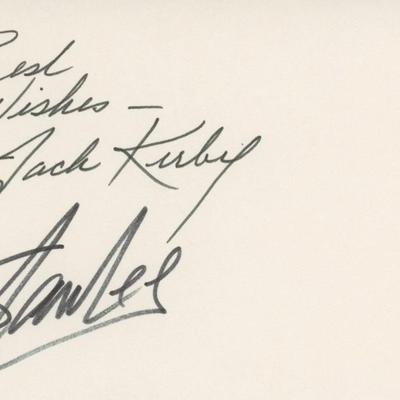 Best
Wishes —
Jack Kirby
Stan Lee